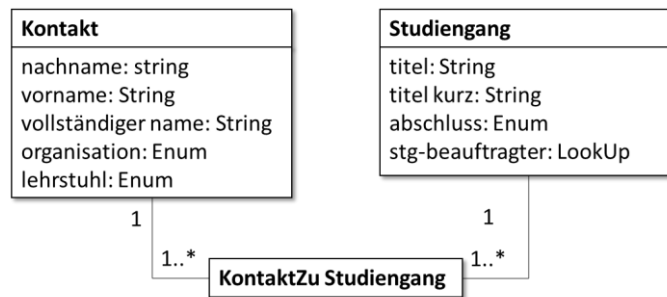 Kontakt
nachname: string
vorname: String
vollständiger name: String
organisation: Enum
lehrstuhl: Enum
Studiengang
titel: String
titel kurz: String
abschluss: Enum
stg-beauftragter: LookUp
1
1
1..*
1..*
KontaktZu Studiengang